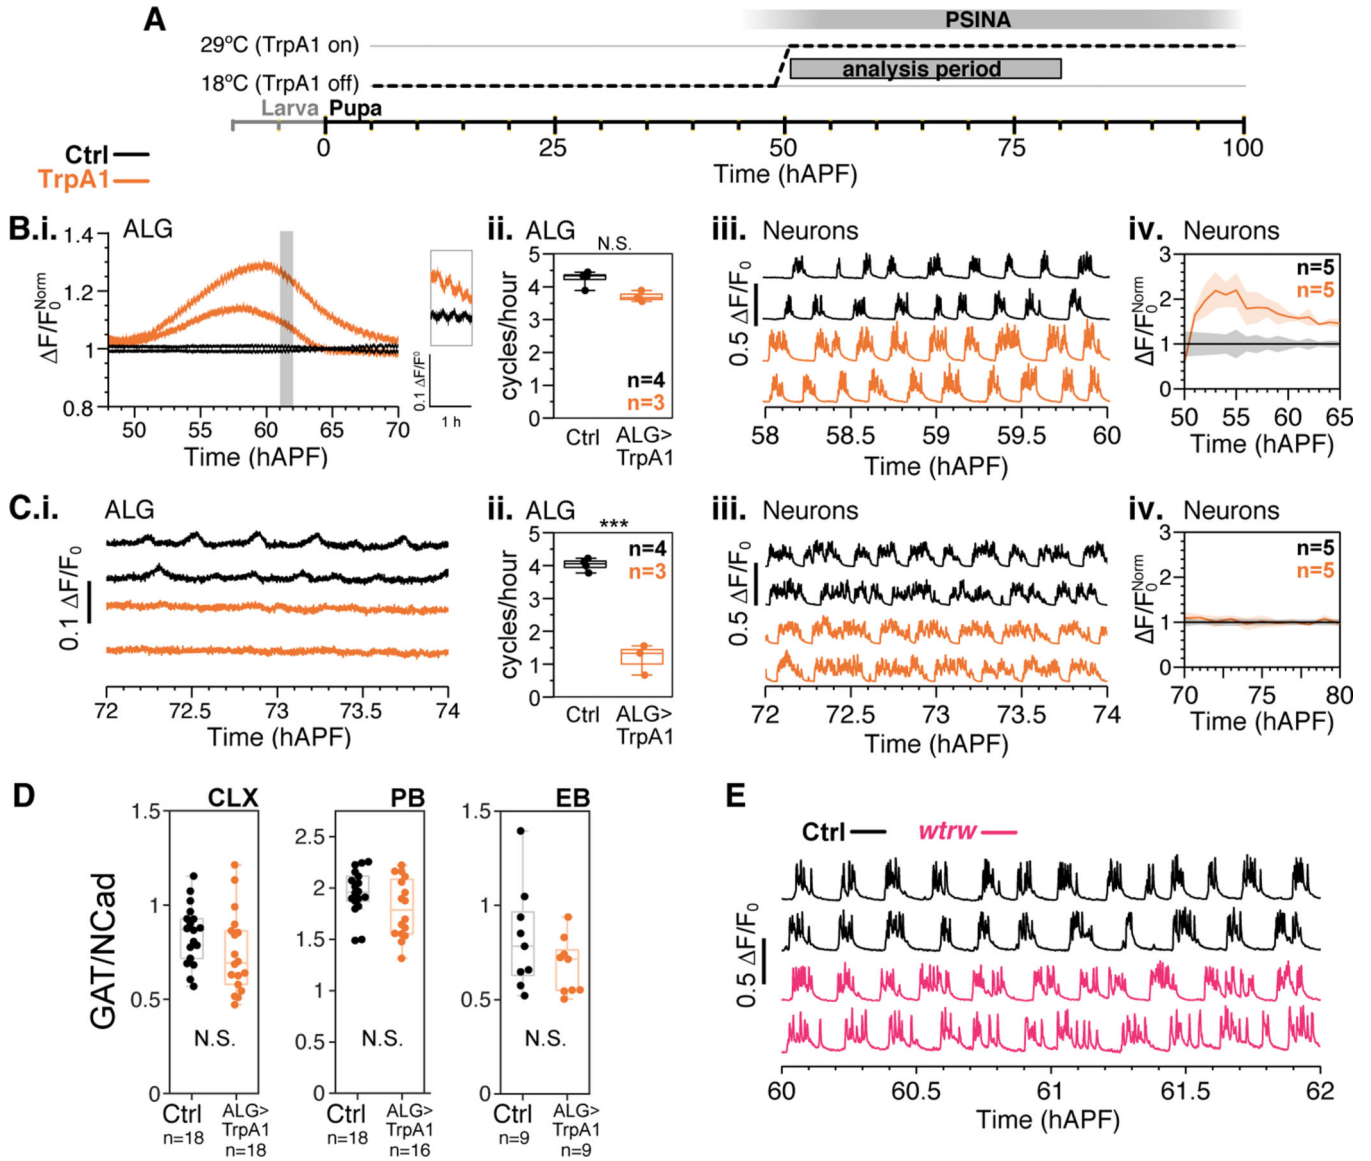 A
PSINA
29°C (TrpA1 on)
analysis period
18°C (TrpA1 off)
Larva Pupa
0 25 50 75 100
Time (hAPF)
Ctrl
TrpA1
B.i. ALG
1.4
1.2
1
0.8
ΔF/F0^Norm
50 55 60 65 70
Time (hAPF)
0.1 ΔF/F⁰
1 h
ii. ALG
N.S.
5
4
3
2
1
0
cycles/hour
n=4
n=3
Ctrl ALG>
TrpA1
iii. Neurons
0.5 ΔF/F0
58 58.5 59 59.5 60
Time (hAPF)
iv. Neurons
3
2
1
0
ΔF/F0^Norm
n=5
n=5
50 55 60 65
Time (hAPF)
C.i. ALG
0.1 ΔF/F0
72 72.5 73 73.5 74
Time (hAPF)
ii. ALG
***
5
4
3
2
1
0
cycles/hour
n=4
n=3
Ctrl ALG>
TrpA1
iii. Neurons
0.5 ΔF/F0
72 72.5 73 73.5 74
Time (hAPF)
iv. Neurons
3
2
1
0
ΔF/F0^Norm
n=5
n=5
70 75 80
Time (hAPF)
D
GAT/NCad
CLX
1.5
1
0.5
0
N.S.
Ctrl ALG>
TrpA1
n=18 n=18
PB
2.5
2
1.5
1
0.5
0
N.S.
Ctrl ALG>
TrpA1
n=18 n=16
EB
1.5
1
0.5
0
N.S.
Ctrl ALG>
TrpA1
n=9 n=9
E
Ctrl wtrw
0.5 ΔF/F0
60 60.5 61 61.5 62
Time (hAPF)